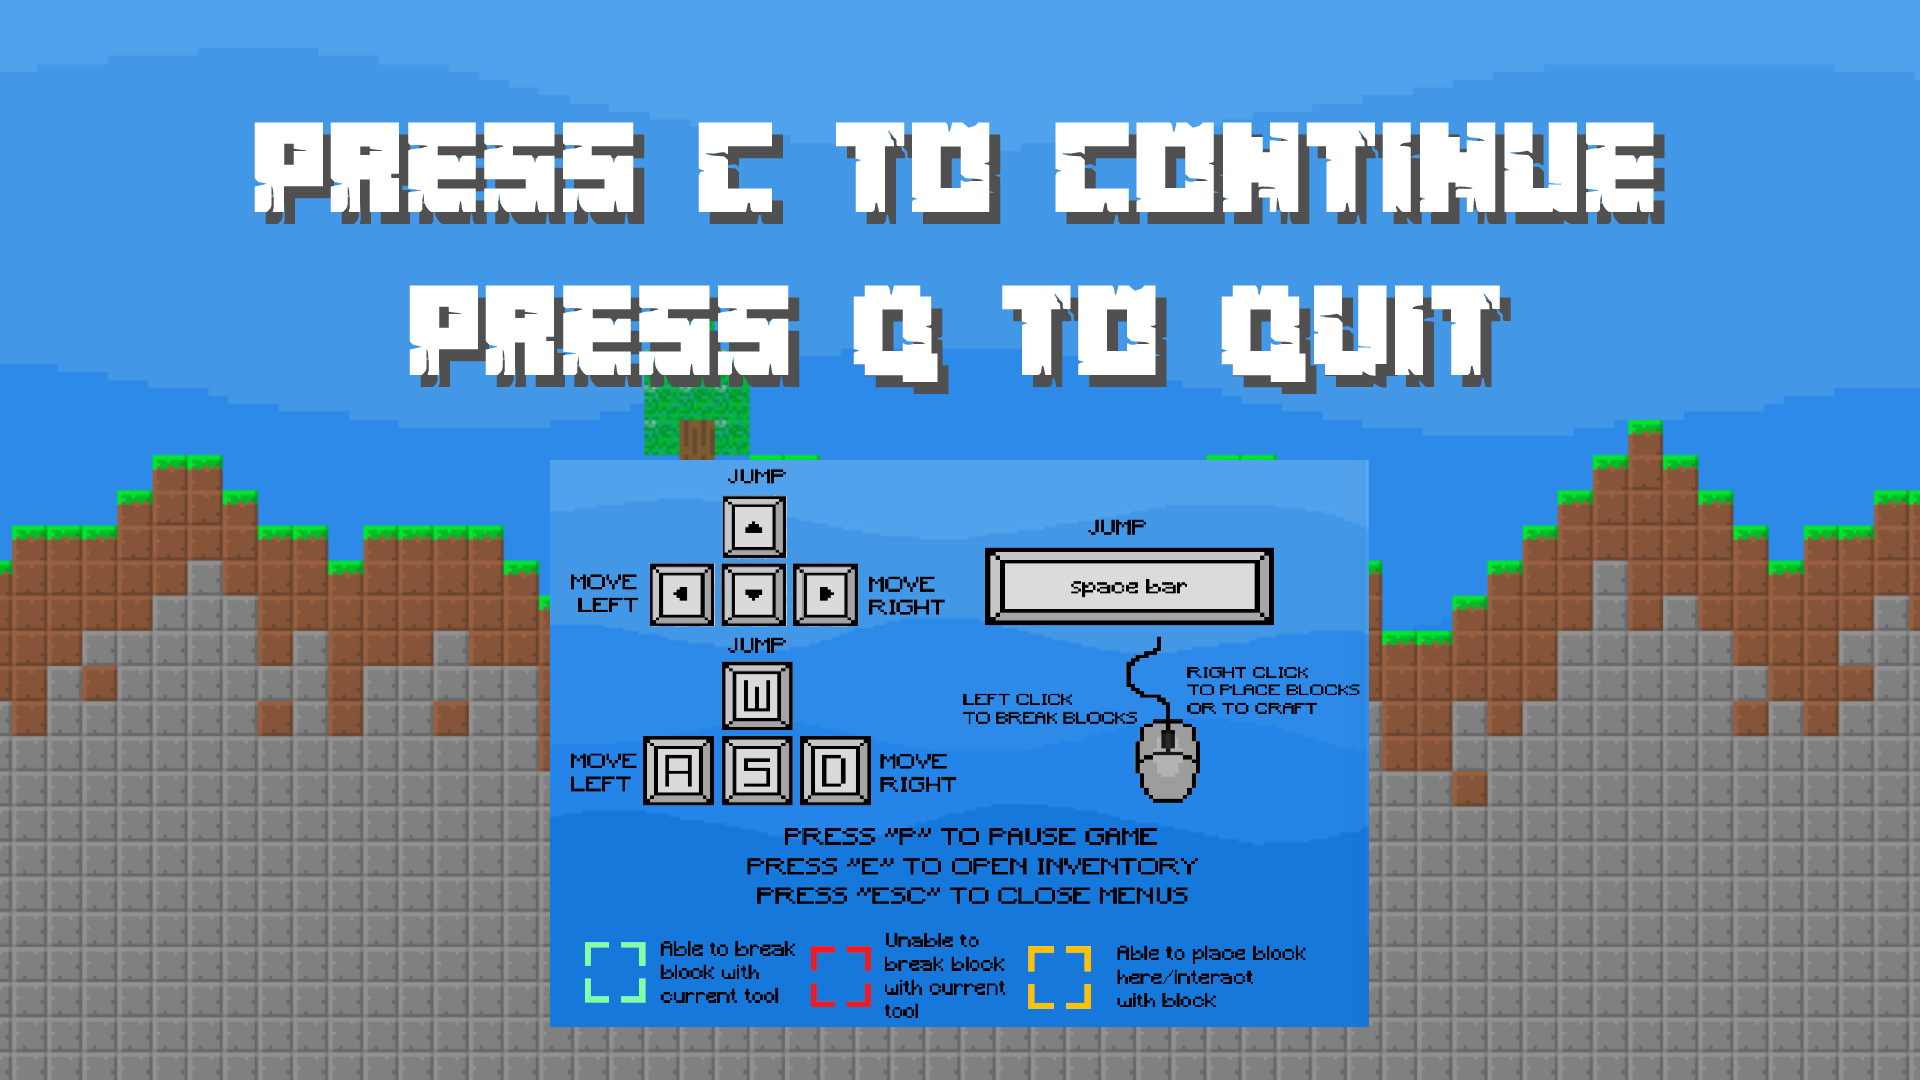 PRESS C TO CONTINUE
PRESS Q TO QUIT
JUMP
MOVE
LEFT
MOVE
RIGHT
JUMP
space bar
JUMP
W
MOVE
LEFT
A
S
D
MOVE
RIGHT
LEFT CLICK
TO BREAK BLOCKS
RIGHT CLICK
TO PLACE BLOCKS
OR TO CRAFT
PRESS "P" TO PAUSE GAME
PRESS "E" TO OPEN INVENTORY
PRESS "ESC" TO CLOSE MENUS
Able to break
block with
current tool
Unable to
break block
with current
tool
Able to place block
here/interact
with block